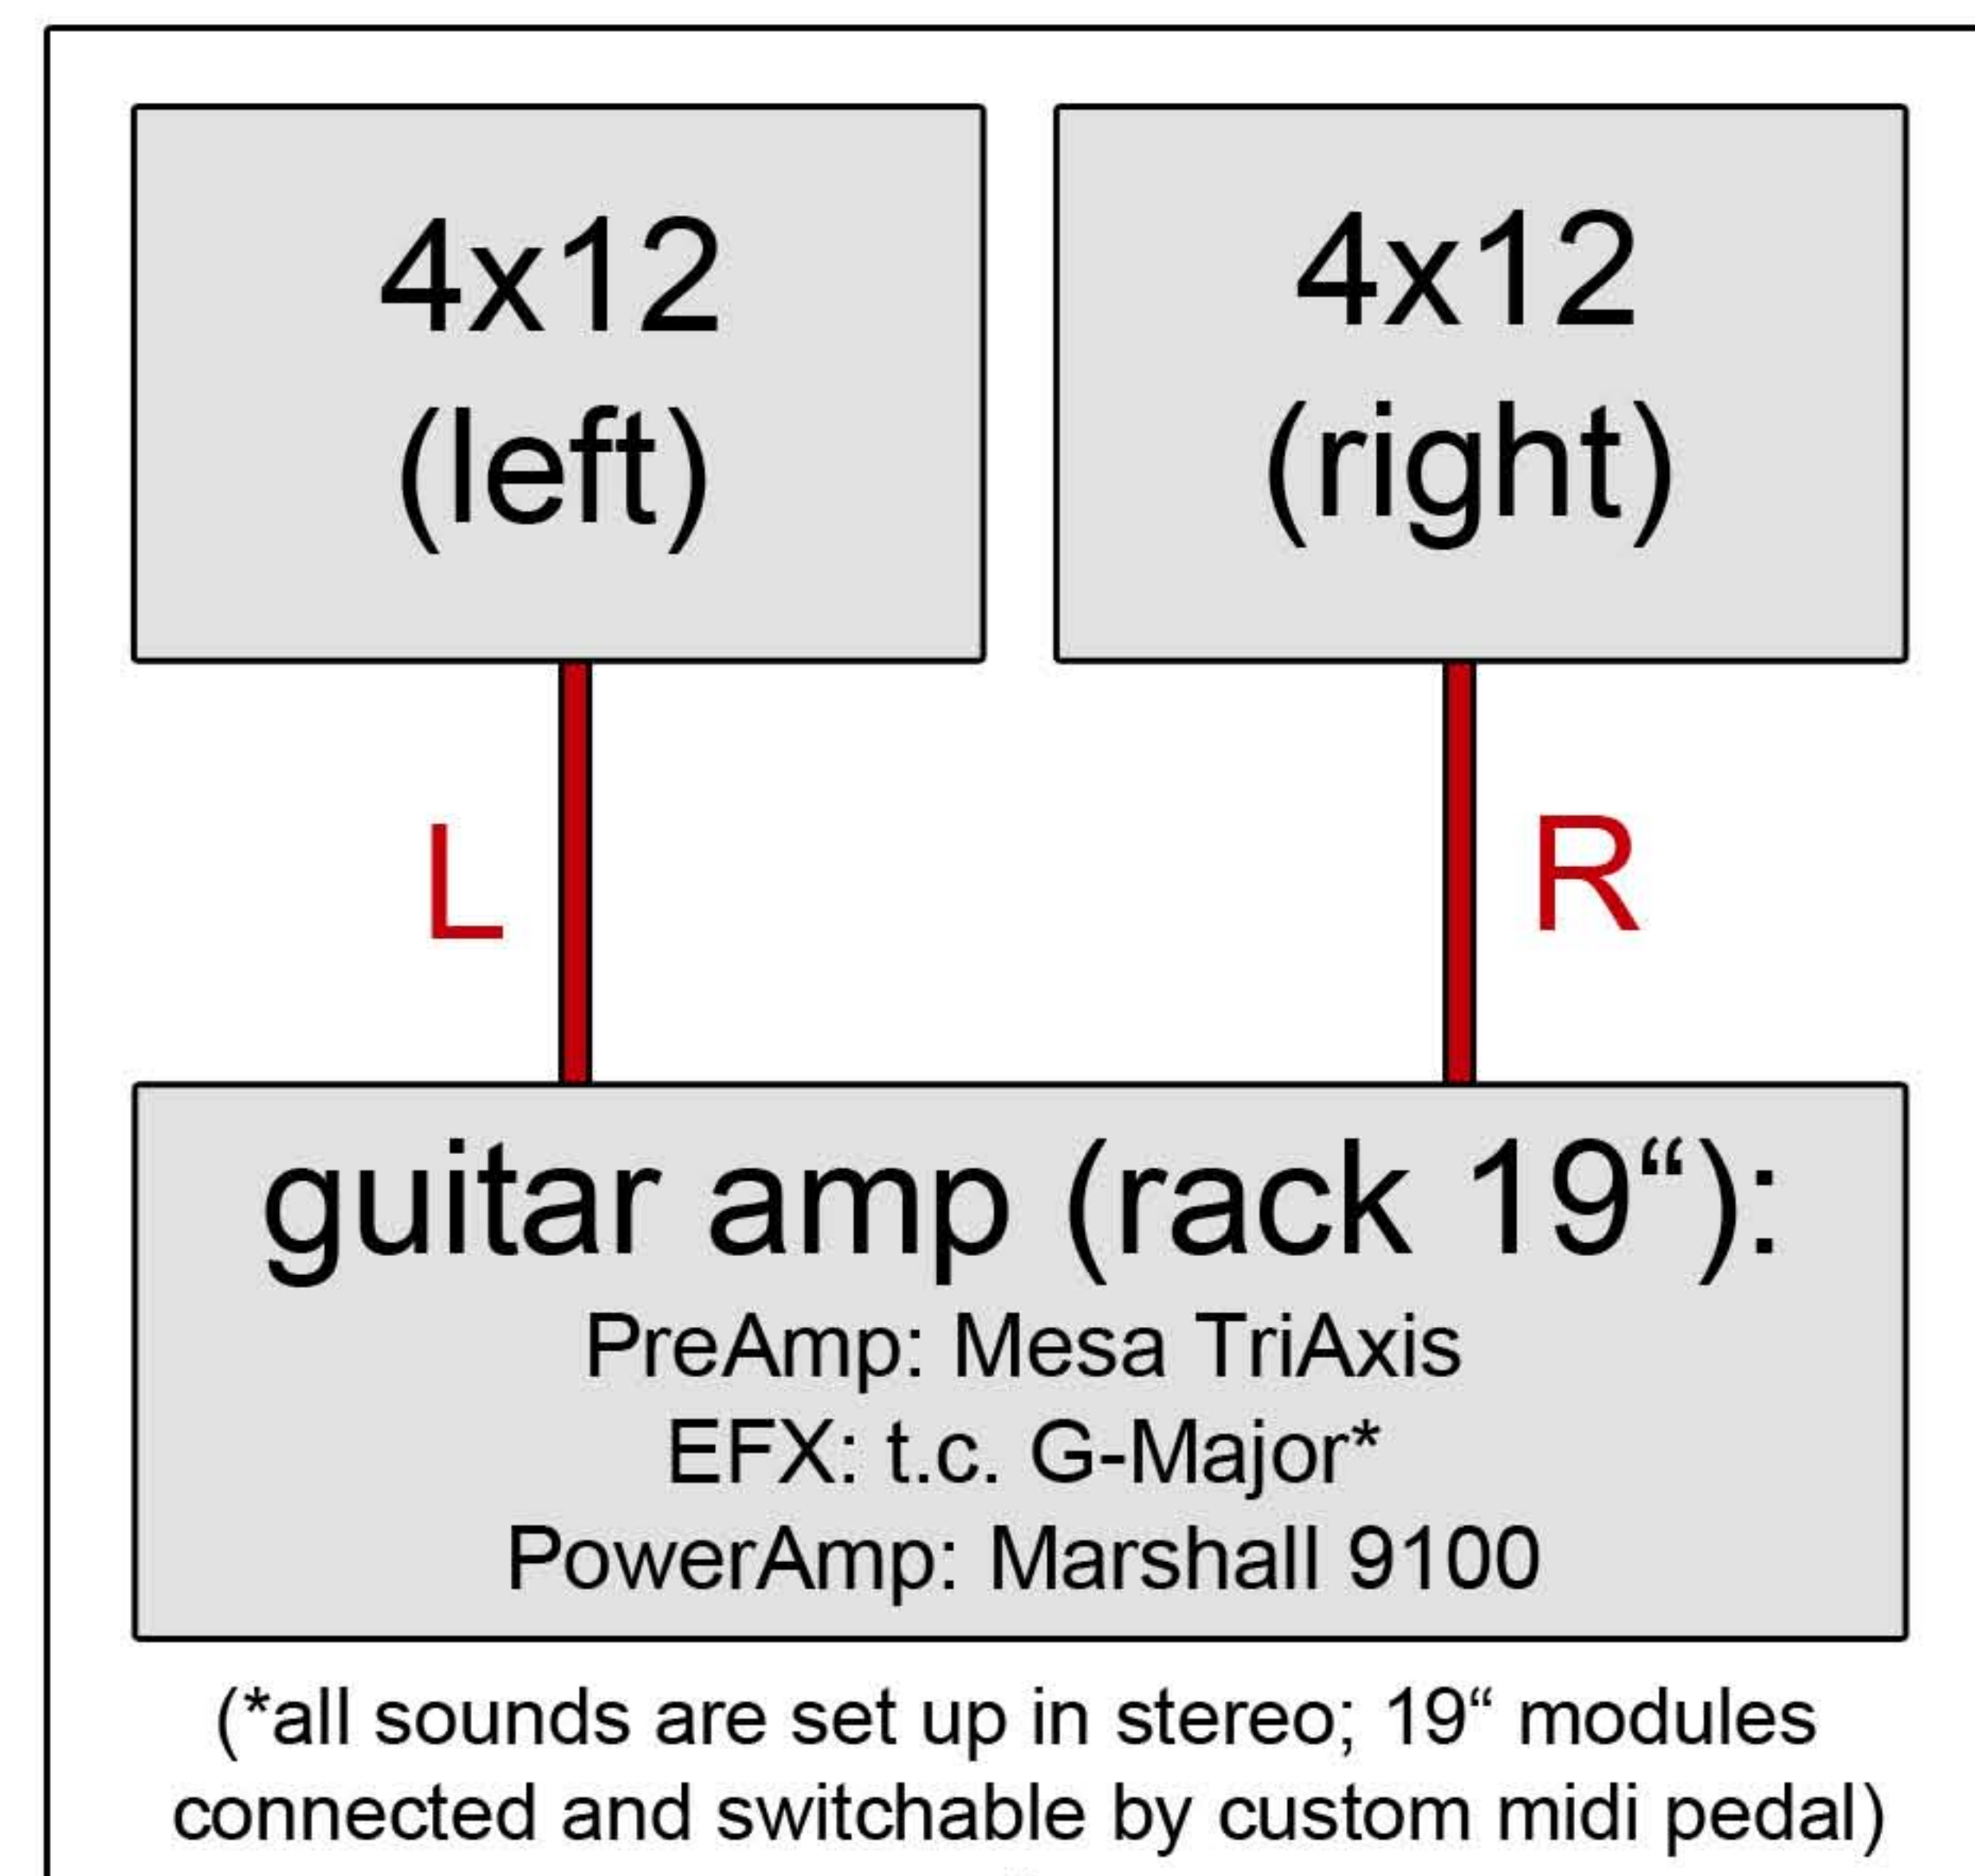 4x12
(left)
4x12
(right)
L
R
guitar amp (rack 19“):
PreAmp: Mesa TriAxis
EFX: t.c. G-Major*
PowerAmp: Marshall 9100
(*all sounds are set up in stereo; 19“ modules
connected and switchable by custom midi pedal)